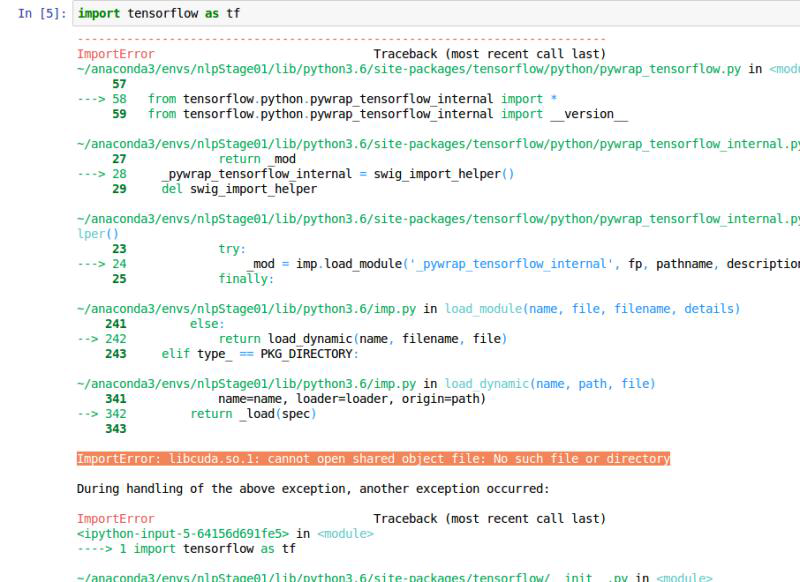 In [5]: import tensorflow as tf
---------------------------------------------------------------------------
ImportError                               Traceback (most recent call last)
~/anaconda3/envs/nlpStage01/lib/python3.6/site-packages/tensorflow/python/pywrap_tensorflow.py in <modu
     57
---> 58   from tensorflow.python.pywrap_tensorflow_internal import *
     59   from tensorflow.python.pywrap_tensorflow_internal import __version__
~/anaconda3/envs/nlpStage01/lib/python3.6/site-packages/tensorflow/python/pywrap_tensorflow_internal.py
     27             return _mod
---> 28     _pywrap_tensorflow_internal = swig_import_helper()
     29     del swig_import_helper
~/anaconda3/envs/nlpStage01/lib/python3.6/site-packages/tensorflow/python/pywrap_tensorflow_internal.py
lper()
     23             try:
---> 24                 _mod = imp.load_module('_pywrap_tensorflow_internal', fp, pathname, description
     25             finally:
~/anaconda3/envs/nlpStage01/lib/python3.6/imp.py in load_module(name, file, filename, details)
    241         else:
--> 242             return load_dynamic(name, filename, file)
    243     elif type_ == PKG_DIRECTORY:
~/anaconda3/envs/nlpStage01/lib/python3.6/imp.py in load_dynamic(name, path, file)
    341             name=name, loader=loader, origin=path)
--> 342         return _load(spec)
    343
ImportError: libcuda.so.1: cannot open shared object file: No such file or directory
During handling of the above exception, another exception occurred:
ImportError                               Traceback (most recent call last)
<ipython-input-5-64156d691fe5> in <module>
----> 1 import tensorflow as tf
~/anaconda3/envs/nlpStage01/lib/python3.6/site-packages/tensorflow/__init__.py in <module>